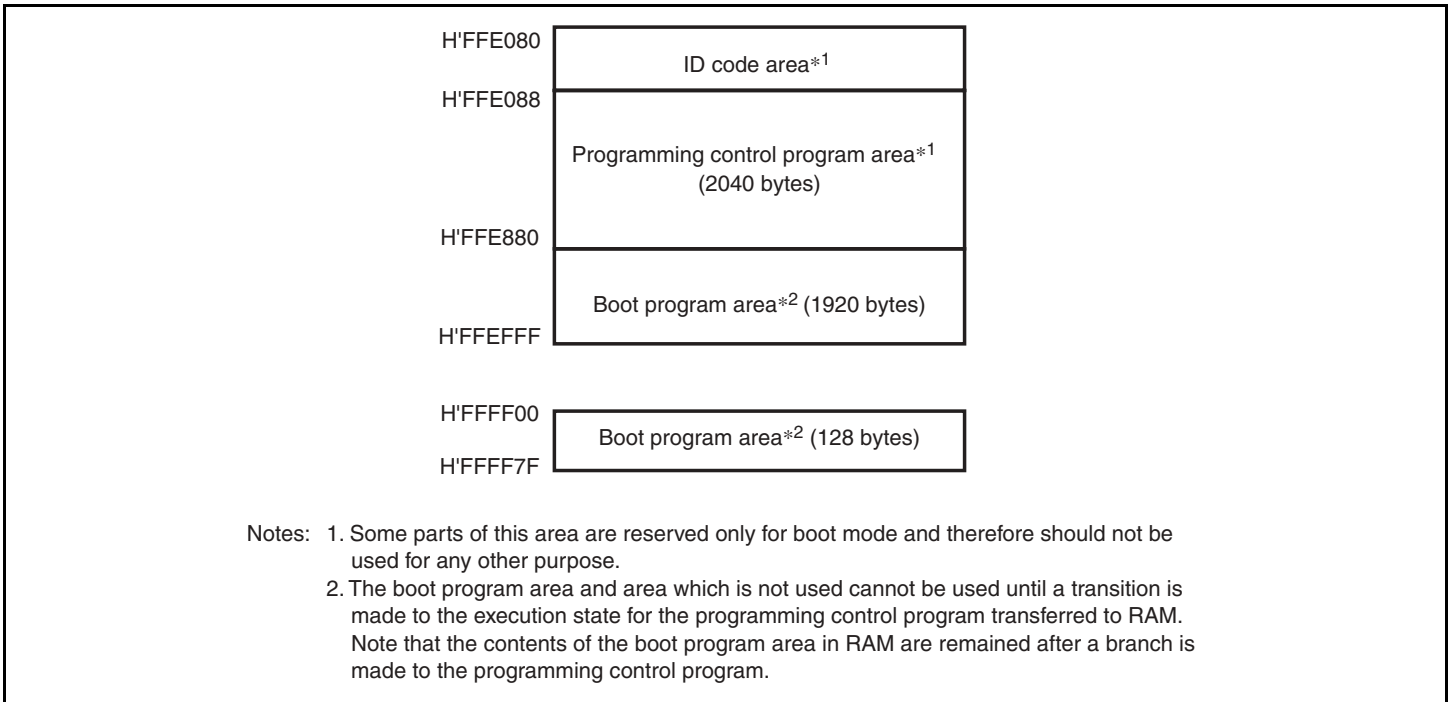 H'FFE080
ID code area*1
H'FFE088
Programming control program area*1
(2040 bytes)
H'FFE880
Boot program area*2 (1920 bytes)
H'FFEFFF
H'FFFF00
Boot program area*2 (128 bytes)
H'FFFF7F
Notes: 1. Some parts of this area are reserved only for boot mode and therefore should not be
used for any other purpose.
2. The boot program area and area which is not used cannot be used until a transition is
made to the execution state for the programming control program transferred to RAM.
Note that the contents of the boot program area in RAM are remained after a branch is
made to the programming control program.